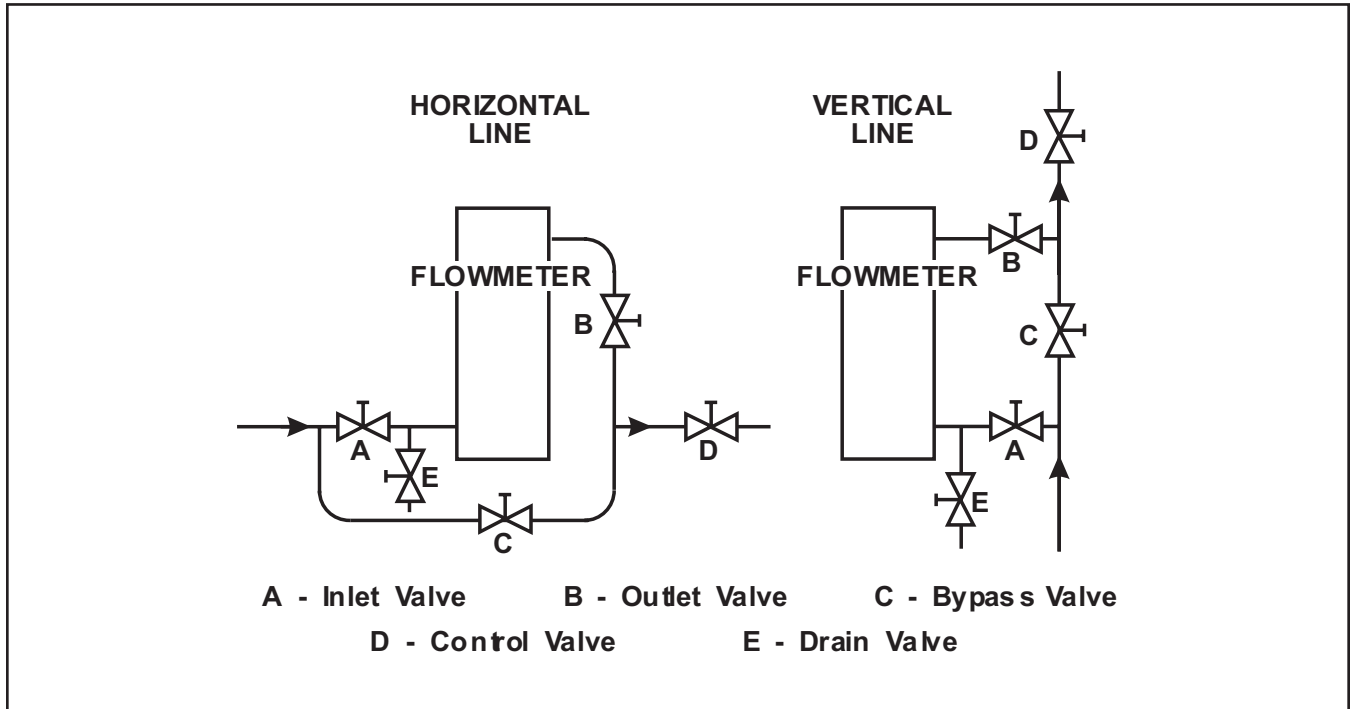 HORIZONTAL
LINE
FLOWMETER
A
B
C
D
E
VERTICAL
LINE
FLOWMETER
D
B
C
A
E
A - Inlet Valve B - Outlet Valve C - Bypass Valve
D - Control Valve E - Drain Valve